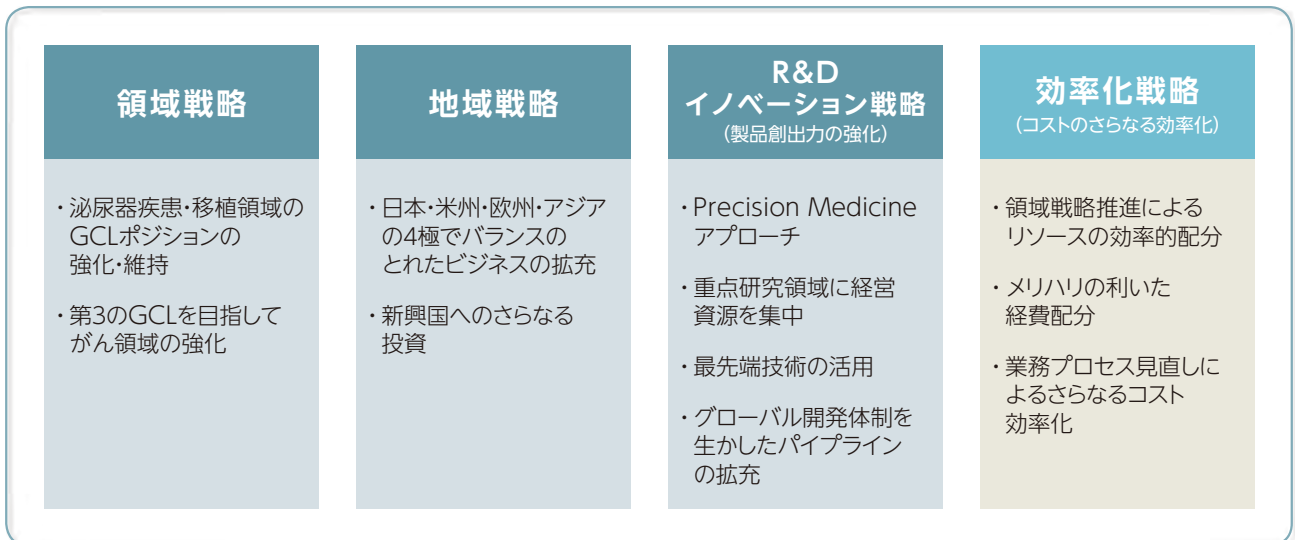 領域戦略
・泌尿器疾患・移植領域の
GCLポジションの
強化・維持
・第3のGCLを目指して
がん領域の強化
地域戦略
・日本・米州・欧州・アジア
の4極でバランスの
とれたビジネスの拡充
・新興国へのさらなる
投資
R&D
イノベーション戦略
(製品創出力の強化)
・Precision Medicine
アプローチ
・重点研究領域に経営
資源を集中
・最先端技術の活用
・グローバル開発体制を
生かしたパイプライン
の拡充
効率化戦略
(コストのさらなる効率化)
・領域戦略推進による
リソースの効率的配分
・メリハリの利いた
経費配分
・業務プロセス見直しに
よるさらなるコスト
効率化